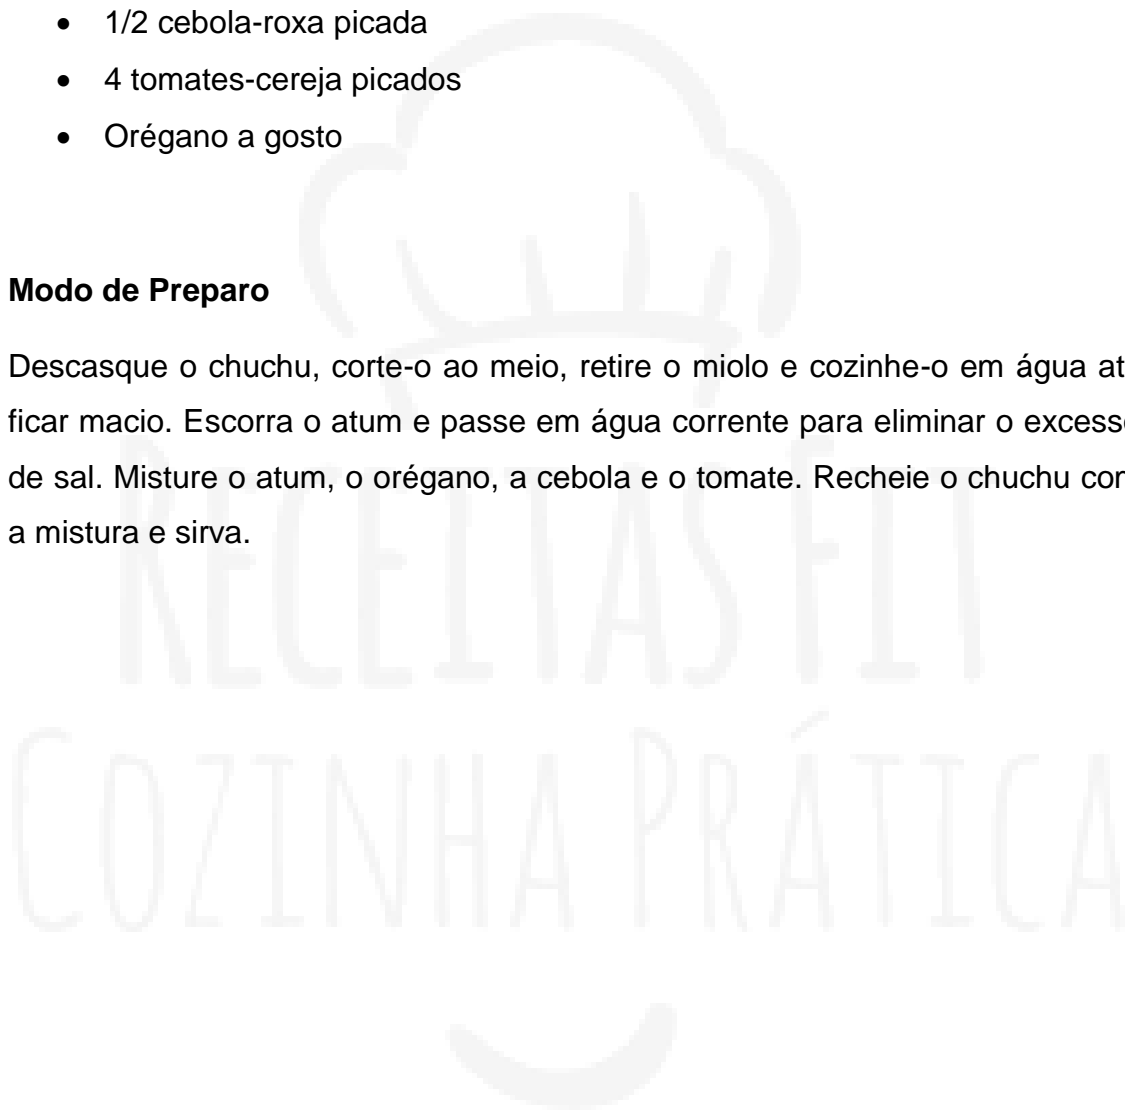 • 1/2 cebola-roxa picada
• 4 tomates-cereja picados
• Orégano a gosto
Modo de Preparo
Descasque o chuchu, corte-o ao meio, retire o miolo e cozinhe-o em água at
ficar macio. Escorra o atum e passe em água corrente para eliminar o excess
de sal. Misture o atum, o orégano, a cebola e o tomate. Recheie o chuchu com
a mistura e sirva.
RECEITAS FIT
COZINHA PRÁTICA